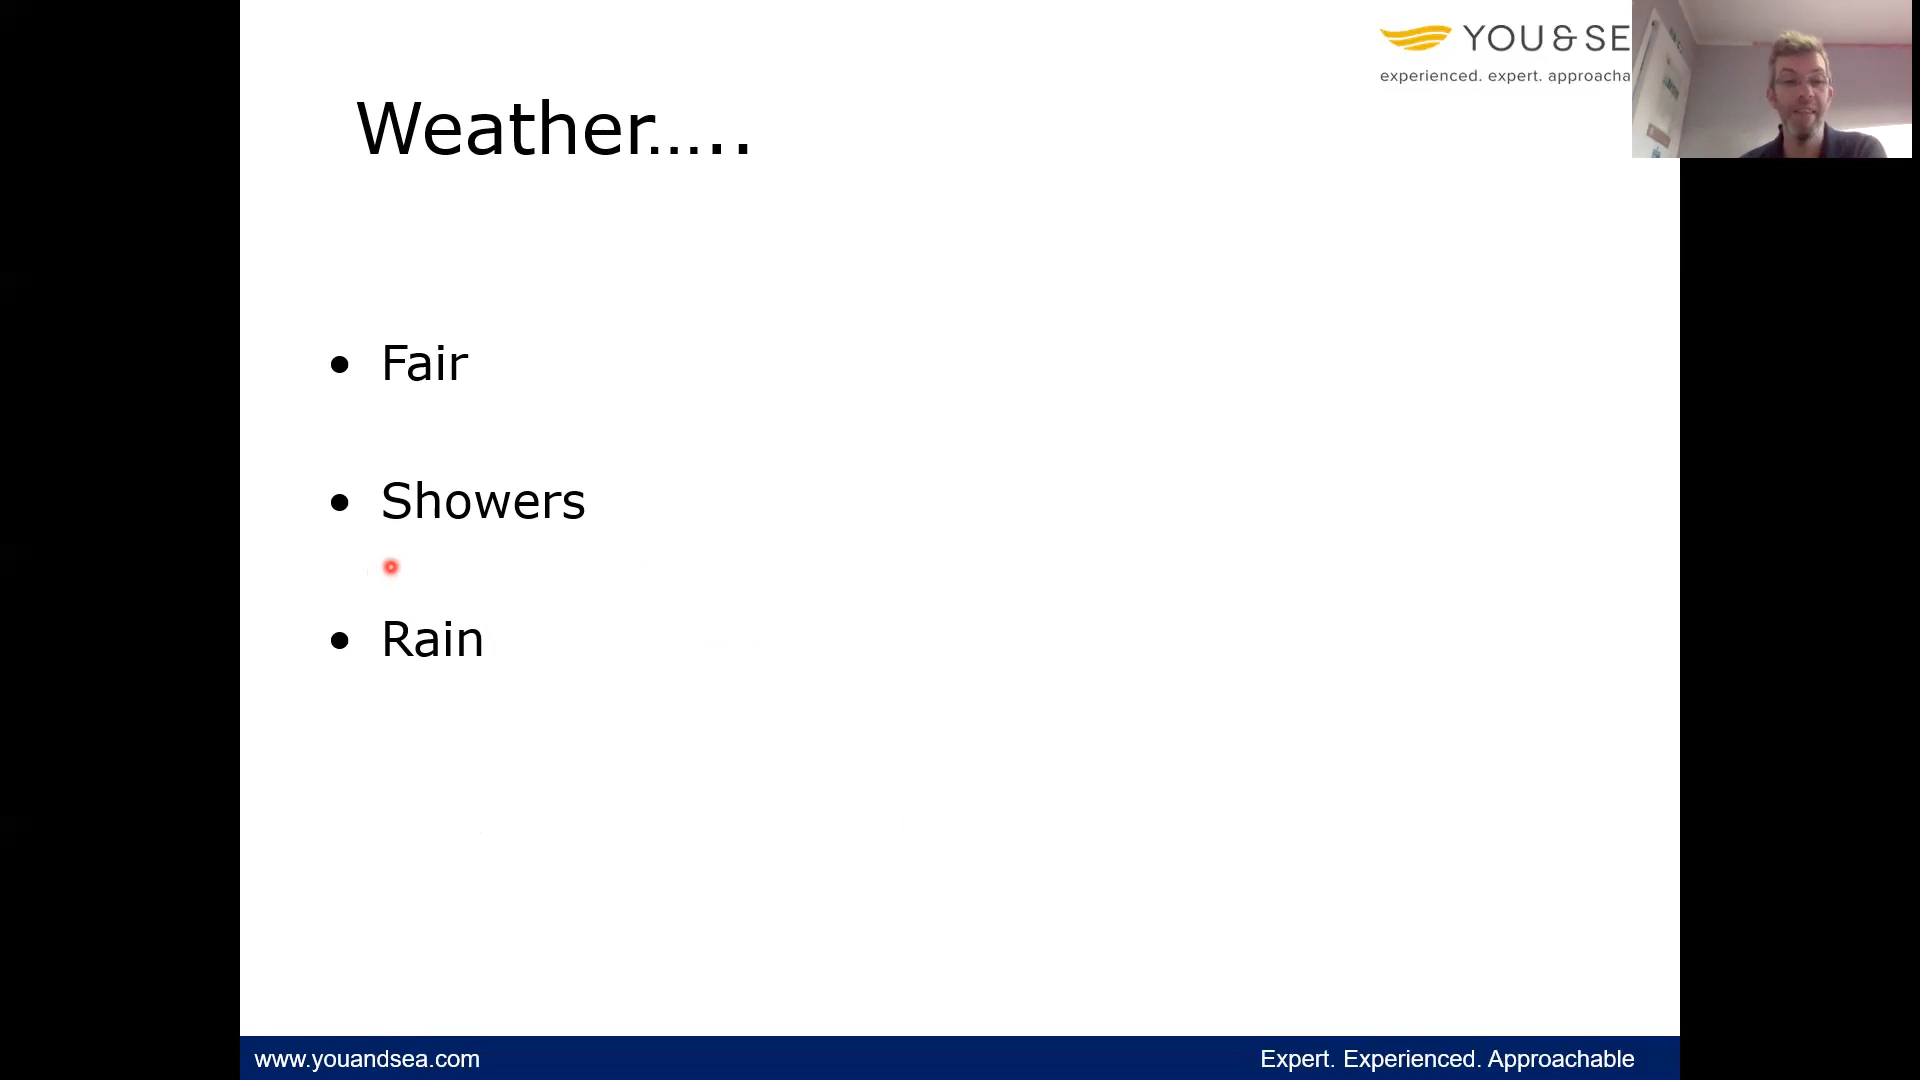 YOU & SE
experienced. expert. approacha
Weather.....
• Fair
• Showers
• Rain
www.youandsea.com
Expert. Experienced. Approachable